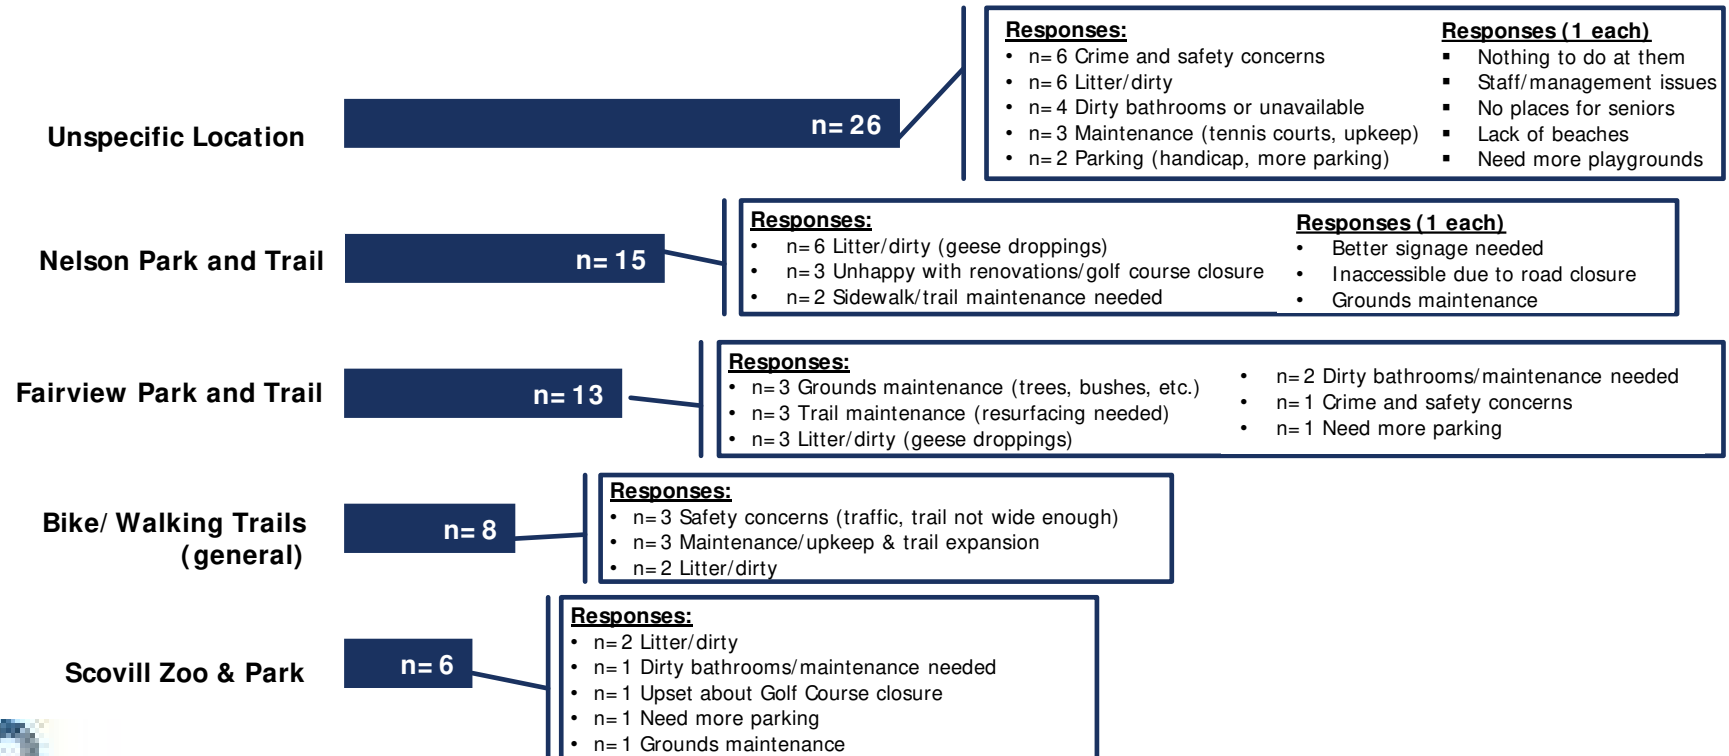 Unspecific Location
n=26
Responses:
• n=6 Crime and safety concerns
• n=6 Litter/dirty
• n=4 Dirty bathrooms or unavailable
• n=3 Maintenance (tennis courts, upkeep)
• n=2 Parking (handicap, more parking)
Responses (1 each)
▪ Nothing to do at them
▪ Staff/management issues
▪ No places for seniors
▪ Lack of beaches
▪ Need more playgrounds
Nelson Park and Trail
n=15
Responses:
• n=6 Litter/dirty (geese droppings)
• n=3 Unhappy with renovations/golf course closure
• n=2 Sidewalk/trail maintenance needed
Responses (1 each)
• Better signage needed
• Inaccessible due to road closure
• Grounds maintenance
Fairview Park and Trail
n=13
Responses:
• n=3 Grounds maintenance (trees, bushes, etc.)
• n=3 Trail maintenance (resurfacing needed)
• n=3 Litter/dirty (geese droppings)
• n=2 Dirty bathrooms/maintenance needed
• n=1 Crime and safety concerns
• n=1 Need more parking
Bike/ Walking Trails
(general)
n=8
Responses:
• n=3 Safety concerns (traffic, trail not wide enough)
• n=3 Maintenance/upkeep & trail expansion
• n=2 Litter/dirty
Scovill Zoo & Park
n=6
Responses:
• n=2 Litter/dirty
• n=1 Dirty bathrooms/maintenance needed
• n=1 Upset about Golf Course closure
• n=1 Need more parking
• n=1 Grounds maintenance